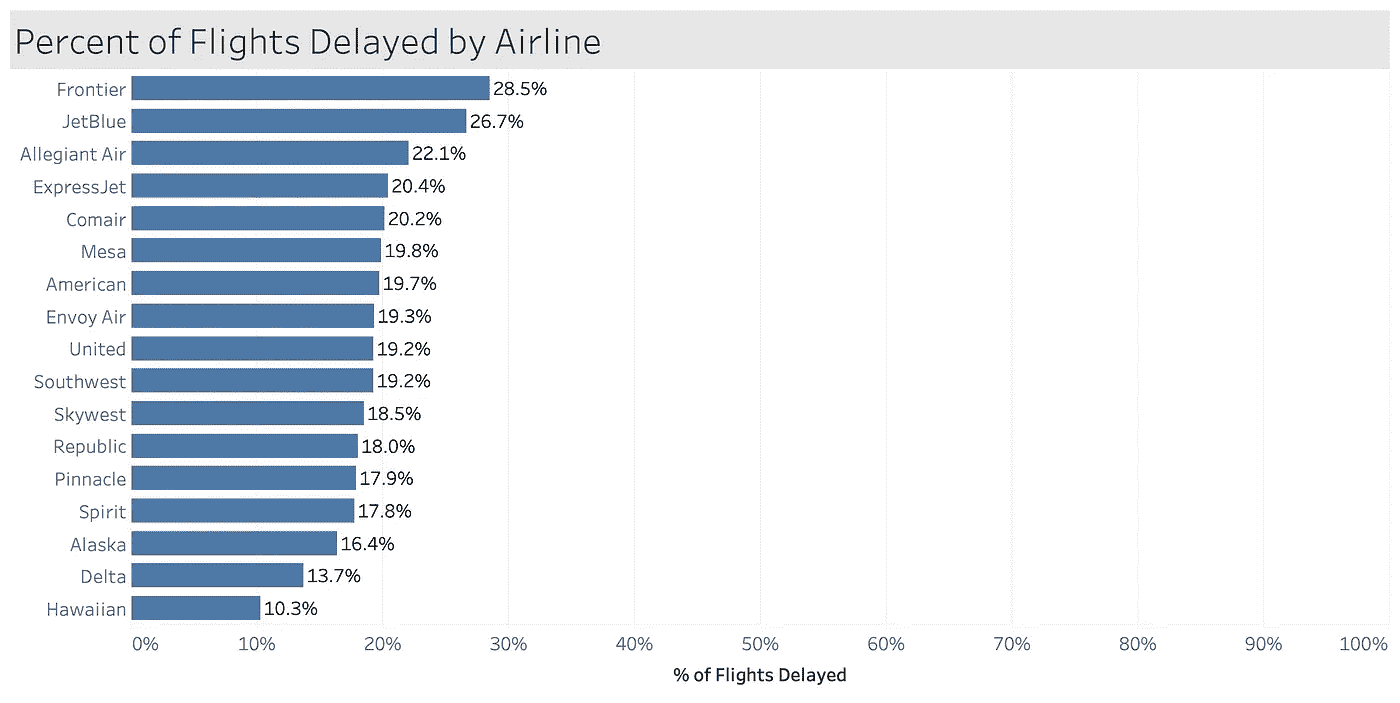 Percent of Flights Delayed by Airline
Frontier 28.5%
JetBlue 26.7%
Allegiant Air 22.1%
ExpressJet 20.4%
Comair 20.2%
Mesa 19.8%
American 19.7%
Envoy Air 19.3%
United 19.2%
Southwest 19.2%
Skywest 18.5%
Republic 18.0%
Pinnacle 17.9%
Spirit 17.8%
Alaska 16.4%
Delta 13.7%
Hawaiian 10.3%
0% 10% 20% 30% 40% 50% 60% 70% 80% 90% 100%
% of Flights Delayed